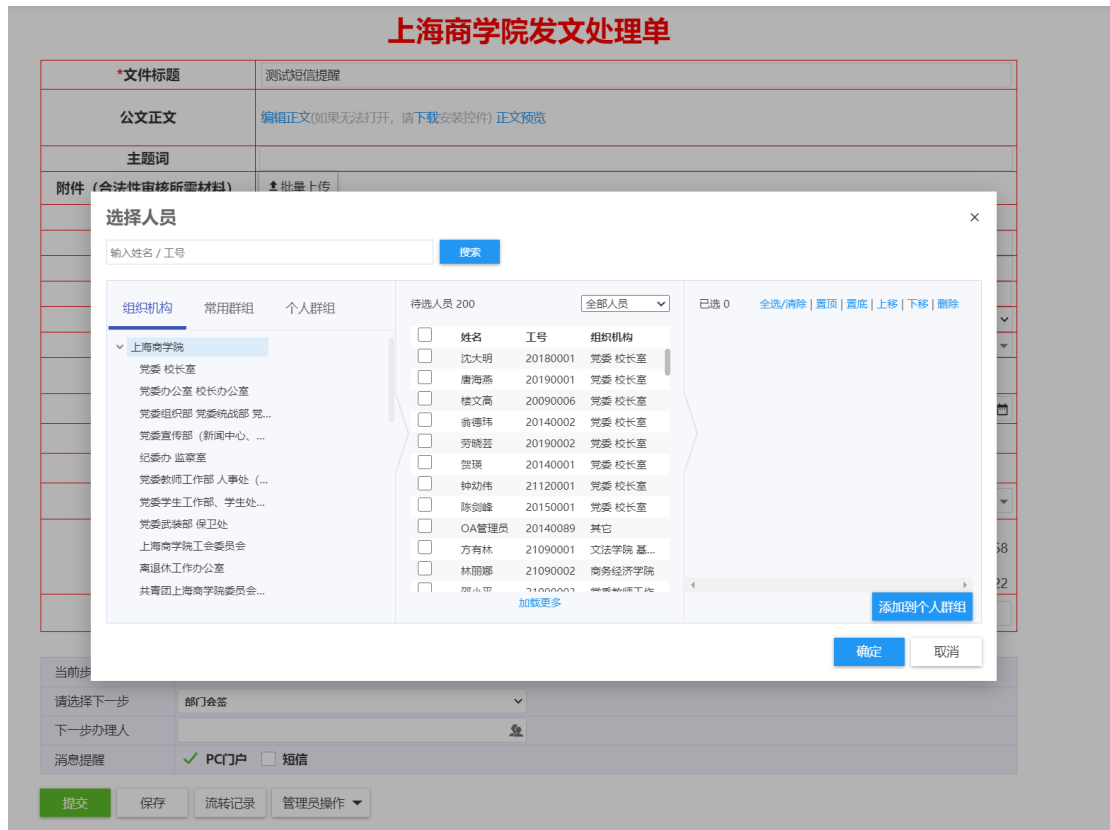 上海商学院发文处理单
*文件标题 测试短信提醒
公文正文 编辑正文(如果无法打开，请下载安装控件) 正文预览
主题词
附件（合法性审核所需材料） 批量上传
选择人员 ×
输入姓名 / 工号 搜索
组织机构 常用群组 个人群组
上海商学院
党委 校长室
党委办公室 校长办公室
党委组织部 党委统战部 党...
党委宣传部（新闻中心、...
纪委办 监察室
党委教师工作部 人事处（...
党委学生工作部、学生处...
党委武装部 保卫处
上海商学院工会委员会
离退休工作办公室
共青团上海商学院委员会...
待选人员 200 全部人员
姓名 工号 组织机构
沈大明 20180001 党委 校长室
唐海燕 20190001 党委 校长室
楼文高 20090006 党委 校长室
翁德玮 20140002 党委 校长室
劳晓芸 20190002 党委 校长室
贺瑛 20140001 党委 校长室
钟幼伟 21120001 党委 校长室
陈剑峰 20150001 党委 校长室
OA管理员 20140089 其它
方有林 21090001 文法学院 基...
林丽娜 21090002 商务经济学院
加载更多
已选 0 全选/清除 | 置顶 | 置底 | 上移 | 下移 | 删除
添加到个人群组
确定 取消
58
22
当前步
请选择下一步 部门会签
下一步办理人
消息提醒 PC门户 短信
提交 保存 流转记录 管理员操作